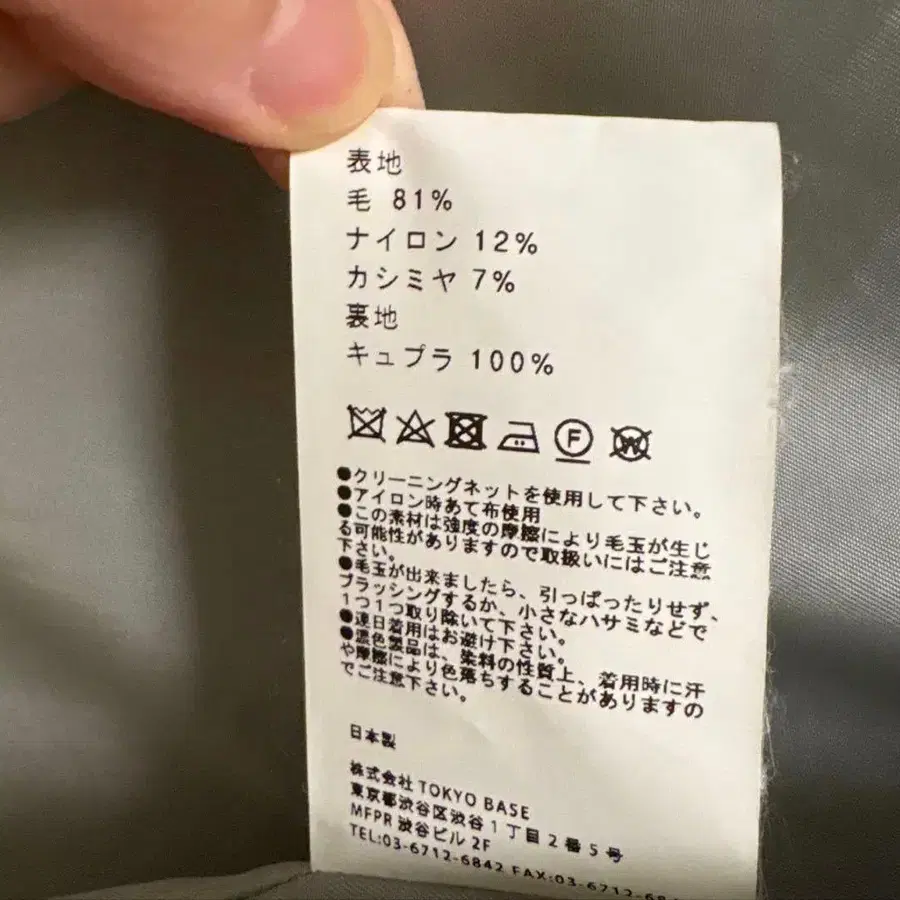 表地
毛 81%
ナイロン 12%
カシミヤ 7%
裏地
キュプラ 100%
F
W
●クリーニングネットを使用して下さい。
●アイロン時あて布使用
●この素材は強度の摩擦により毛玉が生じ
る可能性がありますので取扱いにはご注意
下さい。
●毛玉が出来ましたら、引っぱったりせず、
ブラッシングするか、小さなハサミなどで
1つ1つ取り除いて下さい。
●連日着用はお避け下さい。
●濃色製品は、染料の性質上、着用時に汗
や摩擦により色落ちすることがありますの
でご注意下さい。
日本製
株式会社 TOKYO BASE
東京都渋谷区渋谷1丁目2番5号
MFPR 渋谷ビル 2F
TEL:03-6712-6842 FAX:03-6712-68